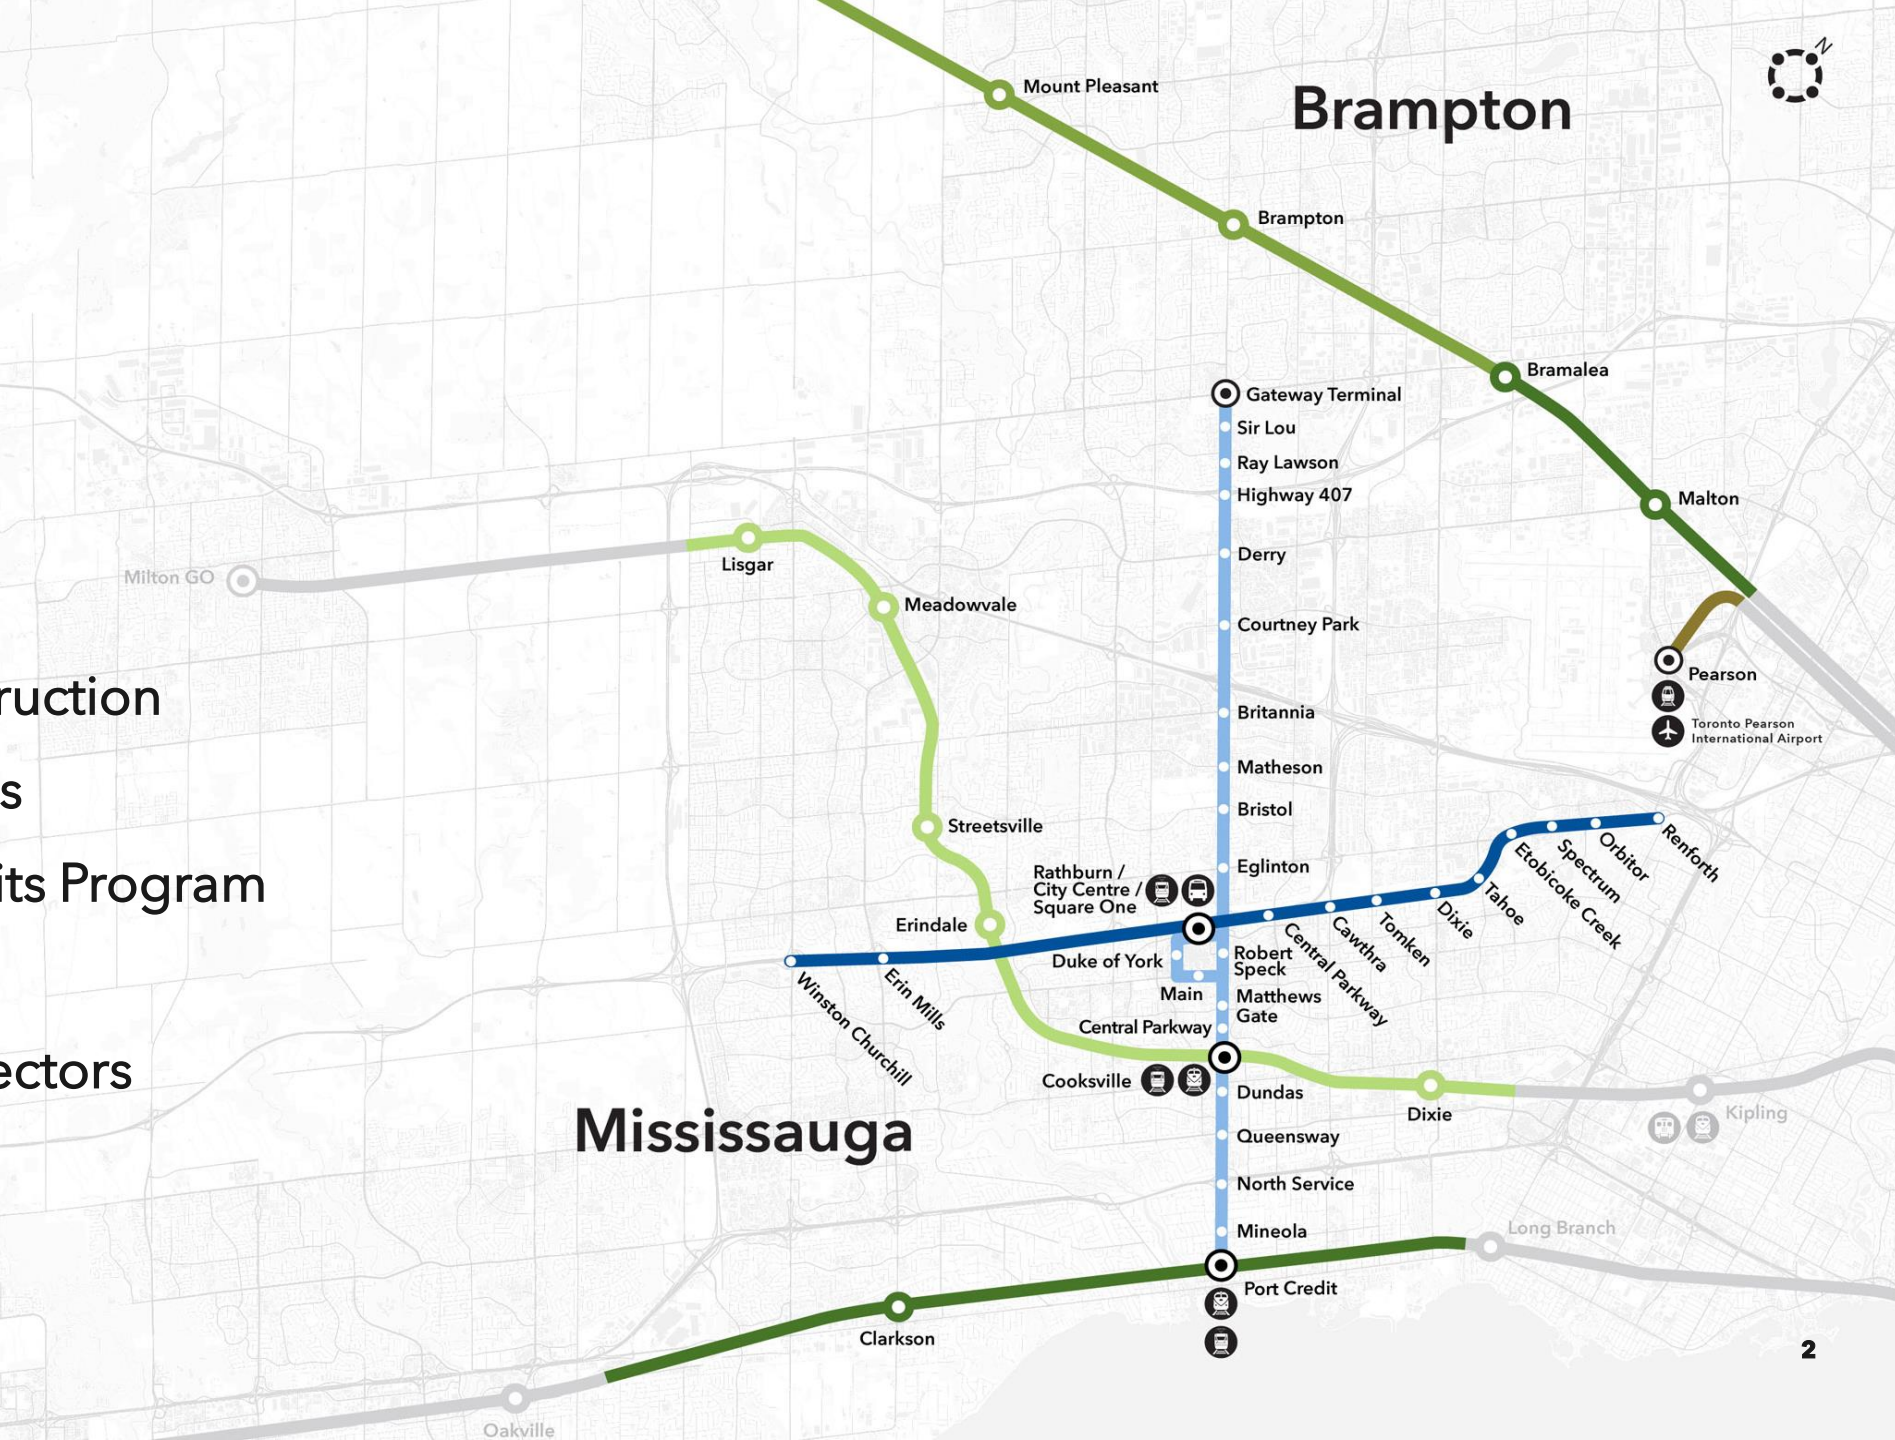 N
Mount Pleasant
Brampton
Brampton
Bramalea
Gateway Terminal
Sir Lou
Ray Lawson
Highway 407
Malton
Derry
Lisgar
Milton GO
Meadowvale
Courtney Park
Pearson
Toronto Pearson
International Airport
ruction
Britannia
Matheson
s
Bristol
Streetsville
Eglinton
Rathburn /
City Centre /
Square One
its Program
Renforth
Orbitor
Spectrum
Etobicoke Creek
Tahoe
Dixie
Tomken
Cawthra
Central Parkway
Erindale
Duke of York
Robert
Speck
Main
Winston Churchill
Erin Mills
Matthews
Gate
Central Parkway
ectors
Cooksville
Dundas
Mississauga
Dixie
Kipling
Queensway
North Service
Mineola
Long Branch
Port Credit
Clarkson
2
Oakville